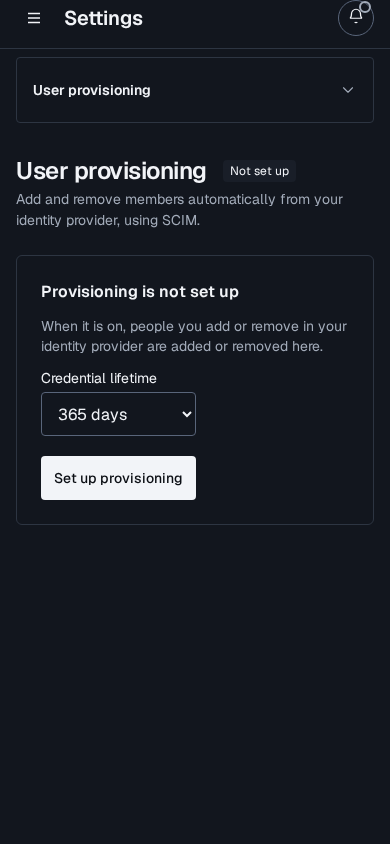 Settings
User provisioning
User provisioning
Not set up
Add and remove members automatically from your
identity provider, using SCIM.
Provisioning is not set up
When it is on, people you add or remove in your
identity provider are added or removed here.
Credential lifetime
365 days
Set up provisioning